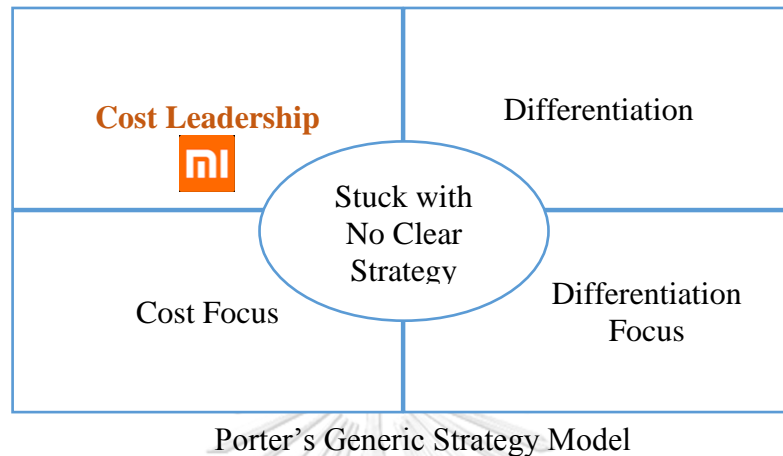 Cost Leadership
mi
Differentiation
Stuck with
No Clear
Strategy
Cost Focus
Differentiation
Focus
Porter’s Generic Strategy Model